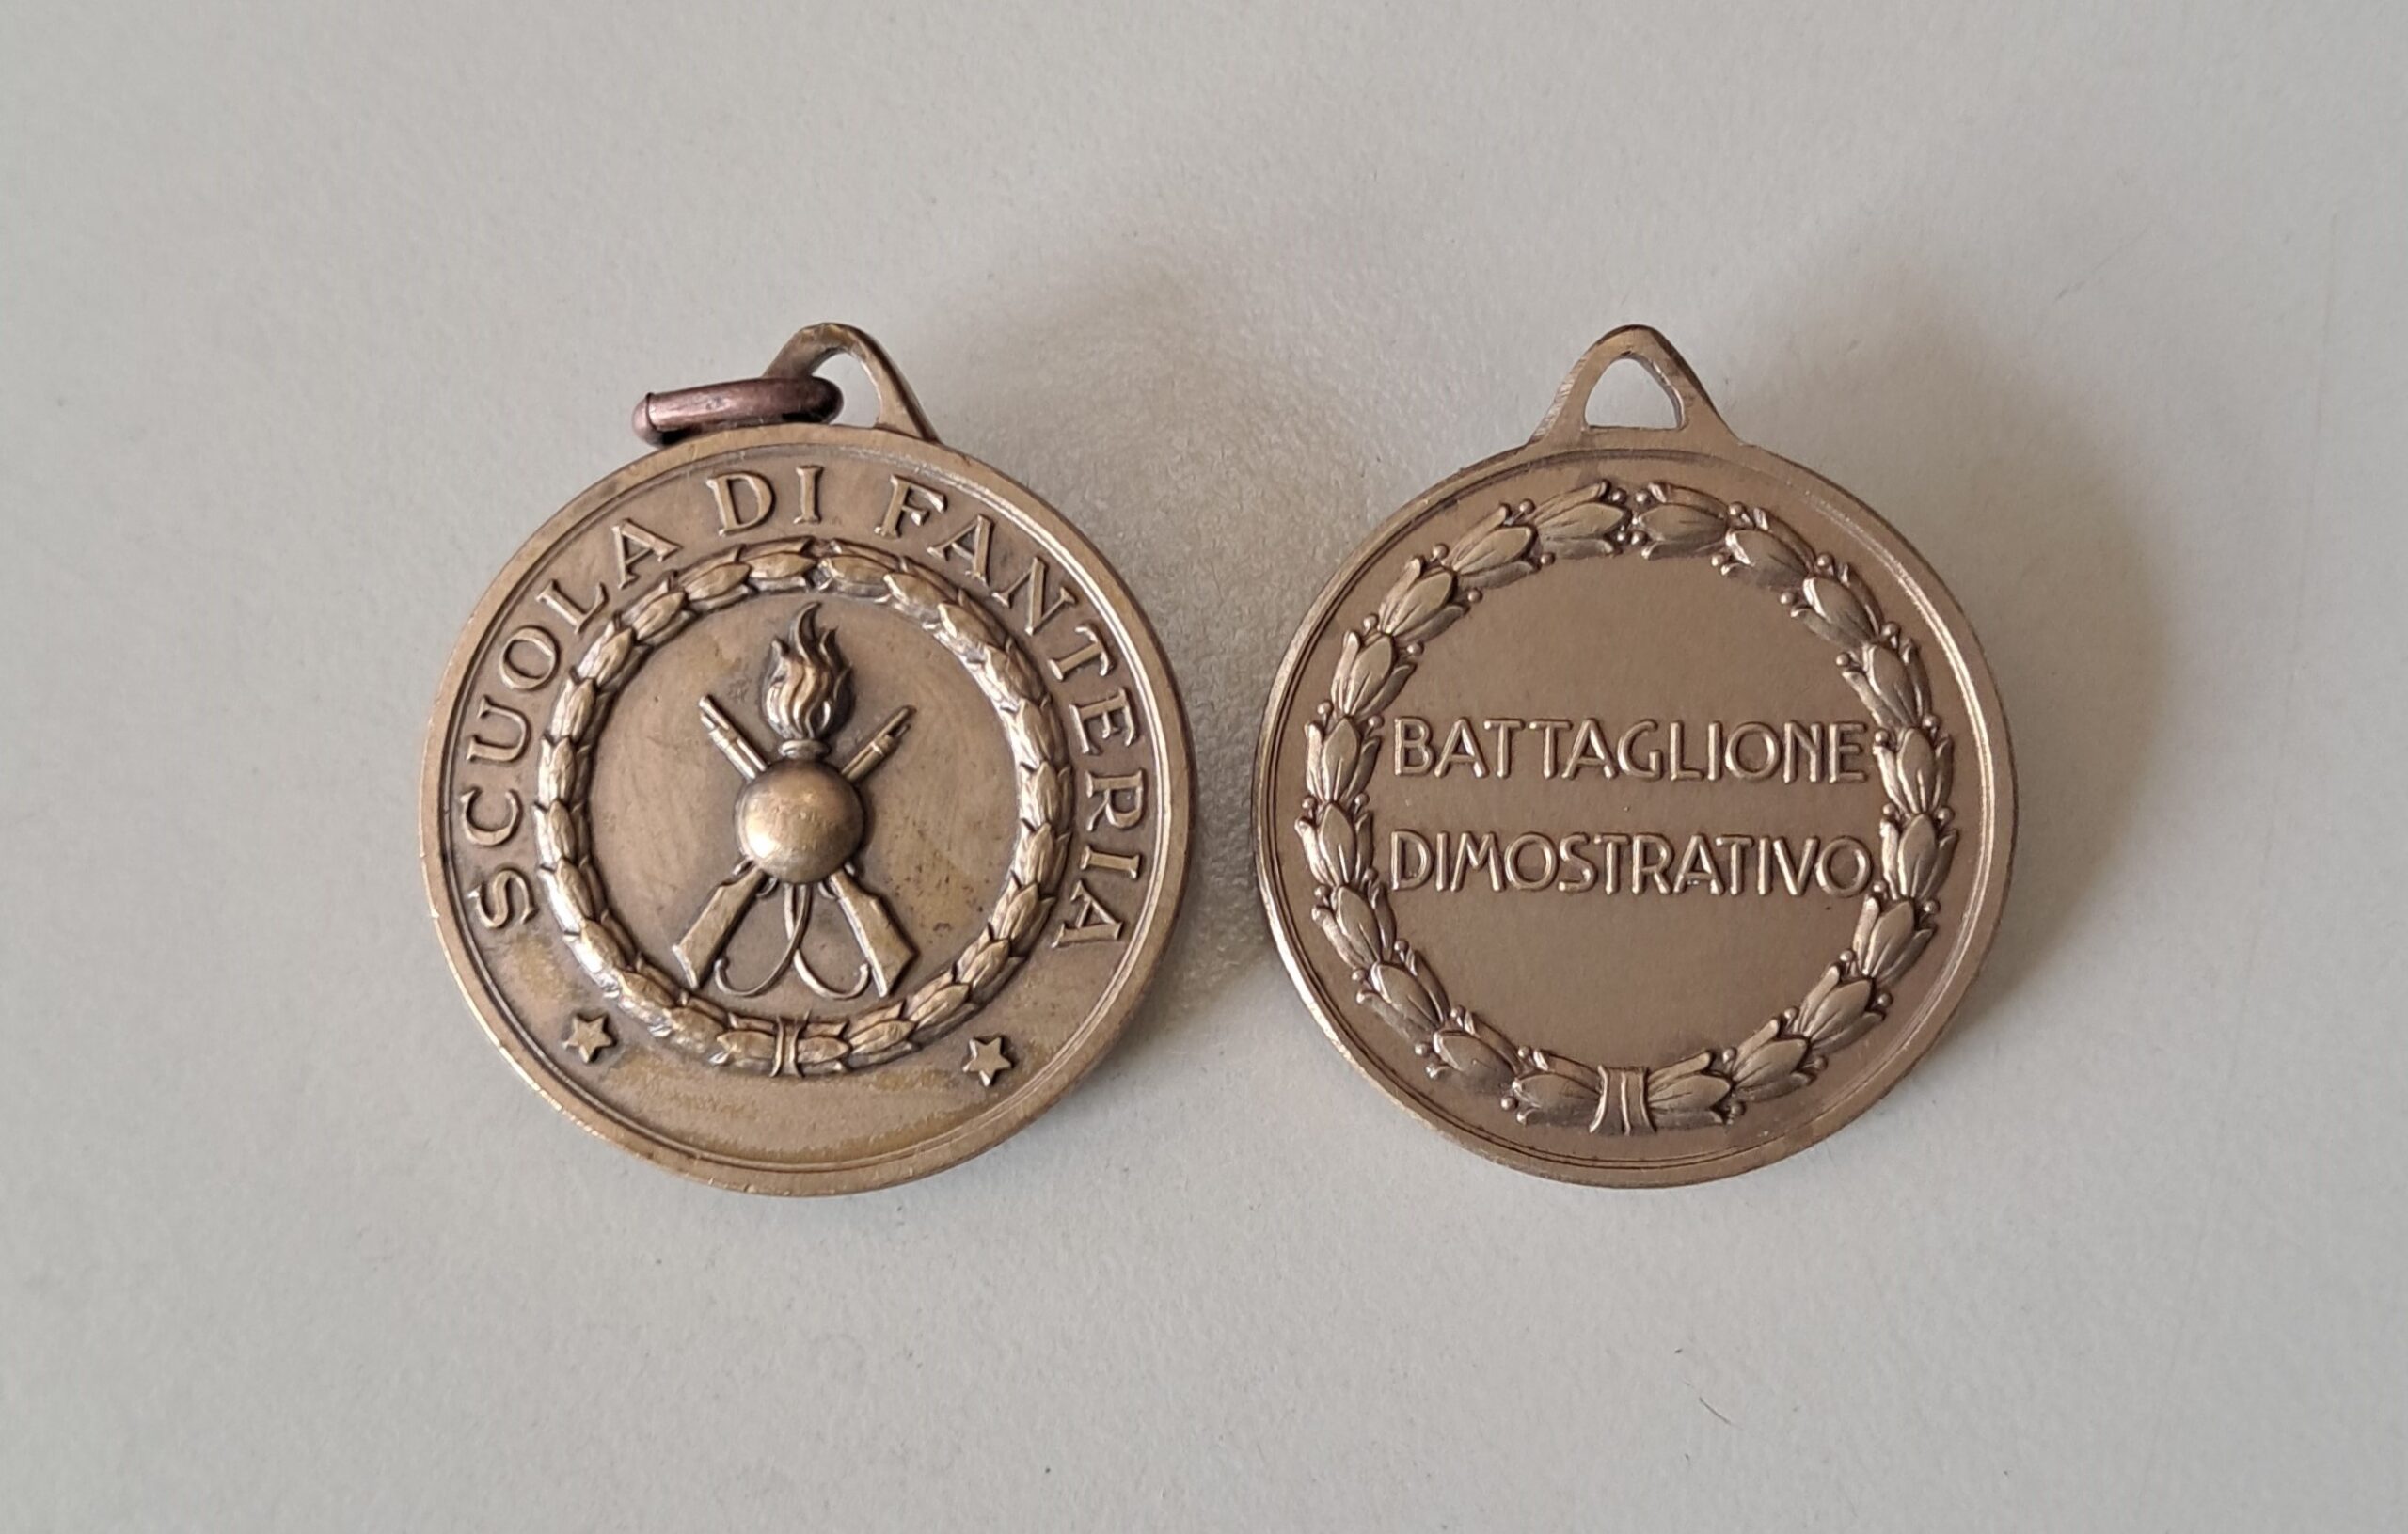 SCUOLA DI FANTERIA
BATTAGLIONE
DIMOSTRATIVO